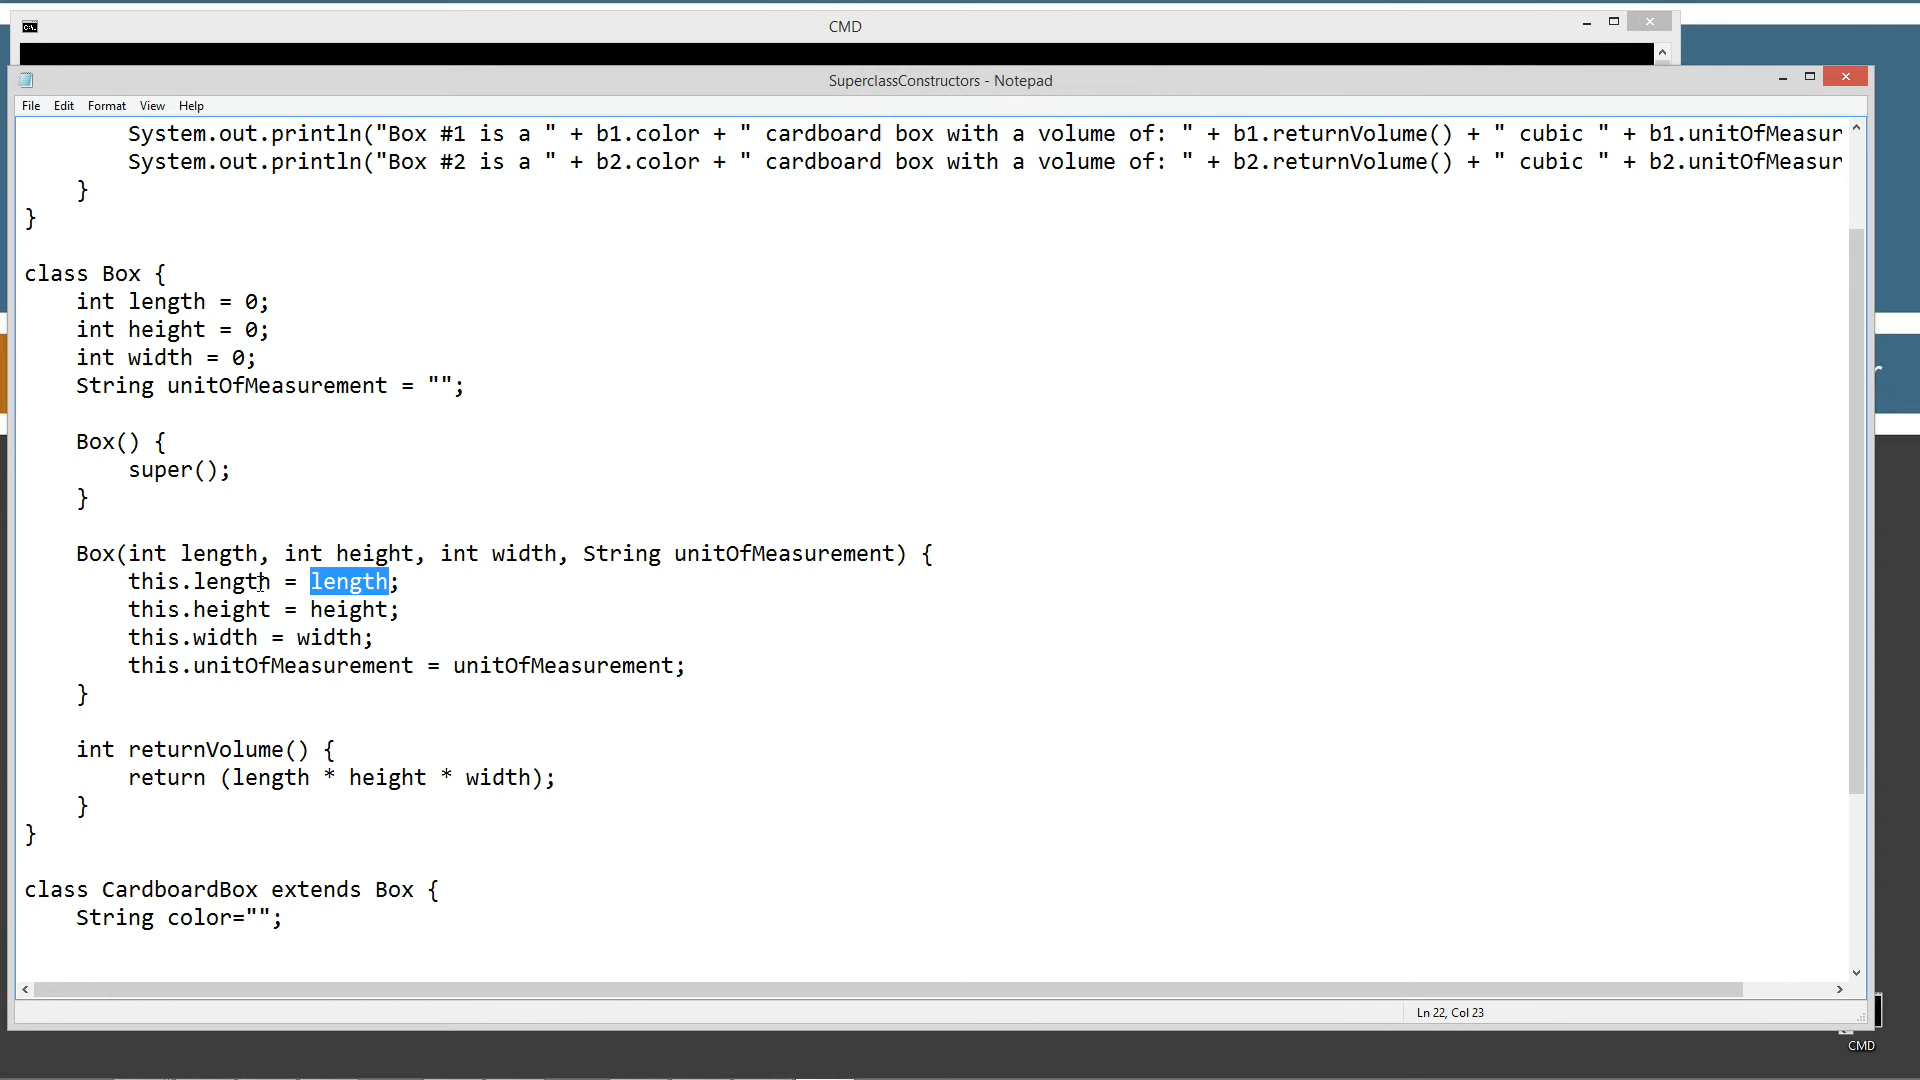 CMD
SuperclassConstructors - Notepad
File Edit Format View Help
System.out.println("Box #1 is a " + b1.color + " cardboard box with a volume of: " + b1.returnVolume() + " cubic " + b1.unitOfMeasur
System.out.println("Box #2 is a " + b2.color + " cardboard box with a volume of: " + b2.returnVolume() + " cubic " + b2.unitOfMeasur
}
}
class Box {
int length = 0;
int height = 0;
int width = 0;
String unitOfMeasurement = "";
Box() {
super();
}
Box(int length, int height, int width, String unitOfMeasurement) {
this.length = length;
this.height = height;
this.width = width;
this.unitOfMeasurement = unitOfMeasurement;
}
int returnVolume() {
return (length * height * width);
}
}
class CardboardBox extends Box {
String color="";
Ln 22, Col 23
CMD